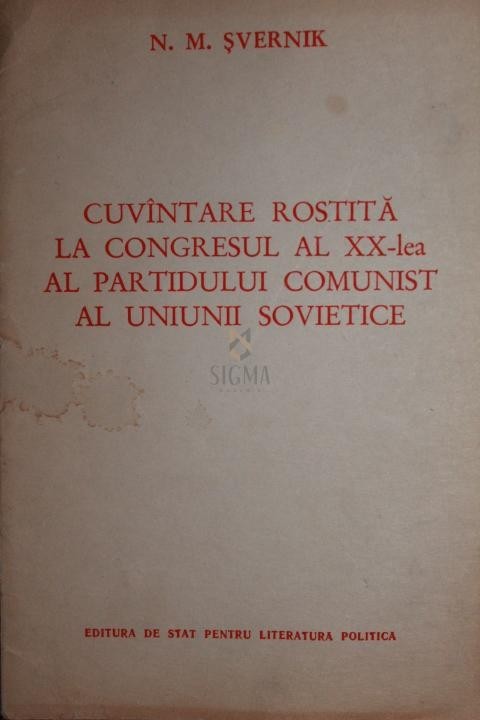 N. M. ŞVERNIK
CUVÎNTARE ROSTITĂ
LA CONGRESUL AL XX-lea
AL PARTIDULUI COMUNIST
AL UNIUNII SOVIETICE
SIGMA
EDITURA DE STAT PENTRU LITERATURA POLITICA